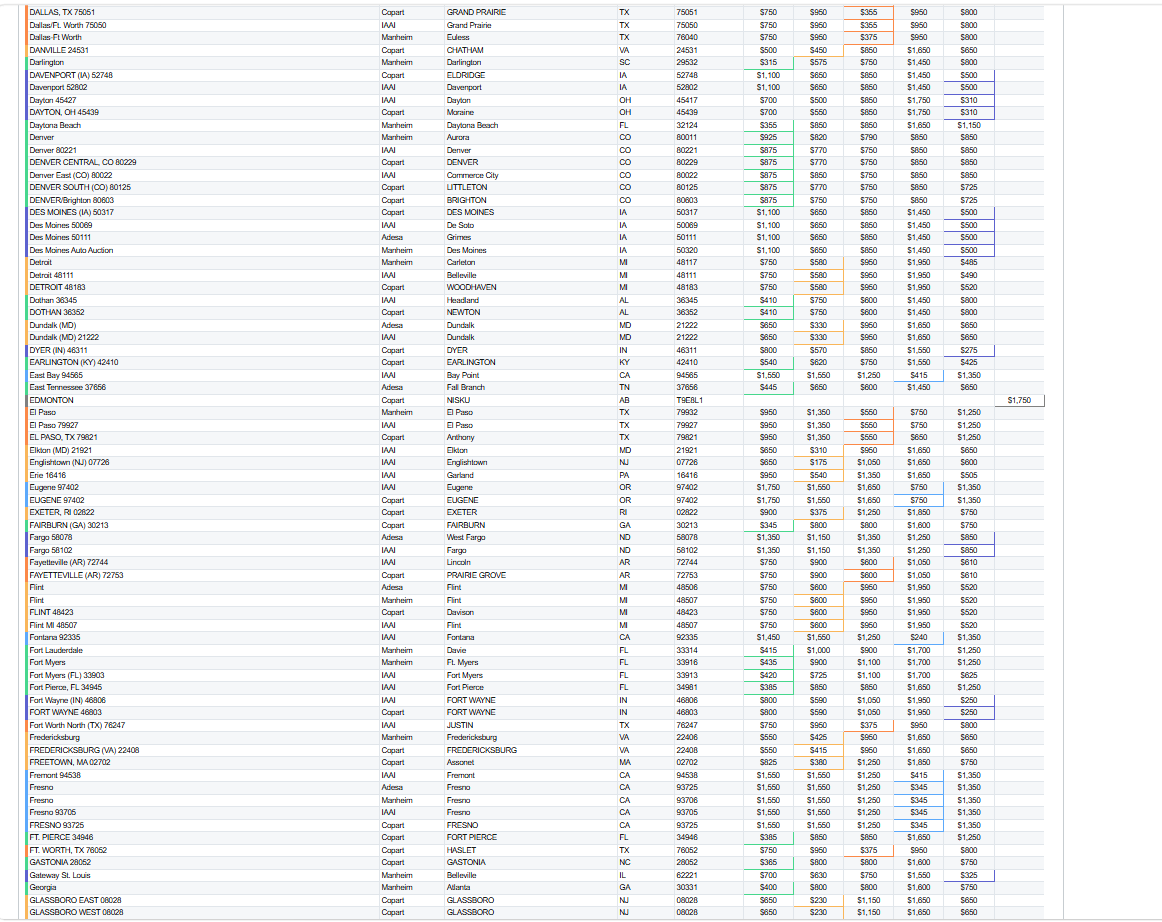 DALLAS, TX 75051 Copart GRAND PRAIRIE TX 75051 $750 $950 $355 $950 $800
Dallas/Ft. Worth 75050 IAAI Grand Prairie TX 75050 $750 $950 $355 $950 $800
Dallas-Ft Worth Manheim Euless TX 76040 $750 $950 $375 $950 $800
DANVILLE 24531 Copart CHATHAM VA 24531 $500 $450 $850 $1,650 $650
Darlington Manheim Darlington SC 29532 $315 $575 $750 $1,450 $800
DAVENPORT (IA) 52748 Copart ELDRIDGE IA 52748 $1,100 $650 $850 $1,450 $500
Davenport 52802 IAAI Davenport IA 52802 $1,100 $650 $850 $1,450 $500
Dayton 45427 IAAI Dayton OH 45417 $700 $500 $850 $1,750 $310
DAYTON, OH 45439 Copart Moraine OH 45439 $700 $550 $850 $1,750 $310
Daytona Beach Manheim Daytona Beach FL 32124 $355 $850 $850 $1,650 $1,150
Denver Manheim Aurora CO 80011 $925 $820 $790 $850 $850
Denver 80221 IAAI Denver CO 80221 $875 $770 $750 $850 $850
DENVER CENTRAL, CO 80229 Copart DENVER CO 80229 $875 $770 $750 $850 $850
Denver East (CO) 80022 IAAI Commerce City CO 80022 $875 $850 $750 $850 $850
DENVER SOUTH (CO) 80125 Copart LITTLETON CO 80125 $875 $770 $750 $850 $725
DENVER/Brighton 80603 Copart BRIGHTON CO 80603 $875 $750 $750 $850 $725
DES MOINES (IA) 50317 Copart DES MOINES IA 50317 $1,100 $650 $850 $1,450 $500
Des Moines 50069 IAAI De Soto IA 50069 $1,100 $650 $850 $1,450 $500
Des Moines 50111 Adesa Grimes IA 50111 $1,100 $650 $850 $1,450 $500
Des Moines Auto Auction Manheim Des Moines IA 50320 $1,100 $650 $850 $1,450 $500
Detroit Manheim Carleton MI 48117 $750 $580 $950 $1,950 $485
Detroit 48111 IAAI Belleville MI 48111 $750 $580 $950 $1,950 $490
DETROIT 48183 Copart WOODHAVEN MI 48183 $750 $580 $950 $1,950 $520
Dothan 36345 IAAI Headland AL 36345 $410 $750 $600 $1,450 $800
DOTHAN 36352 Copart NEWTON AL 36352 $410 $750 $600 $1,450 $800
Dundalk (MD) Adesa Dundalk MD 21222 $650 $330 $950 $1,650 $650
Dundalk (MD) 21222 IAAI Dundalk MD 21222 $650 $330 $950 $1,650 $650
DYER (IN) 46311 Copart DYER IN 46311 $800 $570 $850 $1,550 $275
EARLINGTON (KY) 42410 Copart EARLINGTON KY 42410 $540 $620 $750 $1,550 $425
East Bay 94565 IAAI Bay Point CA 94565 $1,550 $1,550 $1,250 $415 $1,350
East Tennessee 37656 Adesa Fall Branch TN 37656 $445 $650 $600 $1,450 $650
EDMONTON Copart NISKU AB T9E8L1 $1,750
El Paso Manheim El Paso TX 79932 $950 $1,350 $550 $750 $1,250
El Paso 79927 IAAI El Paso TX 79927 $950 $1,350 $550 $750 $1,250
EL PASO, TX 79821 Copart Anthony TX 79821 $950 $1,350 $550 $650 $1,250
Elkton (MD) 21921 IAAI Elkton MD 21921 $650 $310 $950 $1,650 $650
Englishtown (NJ) 07726 IAAI Englishtown NJ 07726 $650 $175 $1,050 $1,650 $600
Erie 16416 IAAI Garland PA 16416 $950 $540 $1,350 $1,650 $505
Eugene 97402 IAAI Eugene OR 97402 $1,750 $1,550 $1,650 $750 $1,350
EUGENE 97402 Copart EUGENE OR 97402 $1,750 $1,550 $1,650 $750 $1,350
EXETER, RI 02822 Copart EXETER RI 02822 $900 $375 $1,250 $1,850 $750
FAIRBURN (GA) 30213 Copart FAIRBURN GA 30213 $345 $800 $800 $1,600 $750
Fargo 58078 Adesa West Fargo ND 58078 $1,350 $1,150 $1,350 $1,250 $850
Fargo 58102 IAAI Fargo ND 58102 $1,350 $1,150 $1,350 $1,250 $850
Fayetteville (AR) 72744 IAAI Lincoln AR 72744 $750 $900 $600 $1,050 $610
FAYETTEVILLE (AR) 72753 Copart PRAIRIE GROVE AR 72753 $750 $900 $600 $1,050 $610
Flint Adesa Flint MI 48506 $750 $600 $950 $1,950 $520
Flint Manheim Flint MI 48507 $750 $600 $950 $1,950 $520
FLINT 48423 Copart Davison MI 48423 $750 $600 $950 $1,950 $520
Flint MI 48507 IAAI Flint MI 48507 $750 $600 $950 $1,950 $520
Fontana 92335 IAAI Fontana CA 92335 $1,450 $1,550 $1,250 $240 $1,350
Fort Lauderdale Manheim Davie FL 33314 $415 $1,000 $900 $1,700 $1,250
Fort Myers Manheim Ft. Myers FL 33916 $435 $900 $1,100 $1,700 $1,250
Fort Myers (FL) 33903 IAAI Fort Myers FL 33913 $420 $725 $1,100 $1,700 $625
Fort Pierce, FL 34945 IAAI Fort Pierce FL 34981 $385 $850 $850 $1,650 $1,250
Fort Wayne (IN) 46806 IAAI FORT WAYNE IN 46806 $800 $590 $1,050 $1,950 $250
FORT WAYNE 46803 Copart FORT WAYNE IN 46803 $800 $590 $1,050 $1,950 $250
Fort Worth North (TX) 76247 IAAI JUSTIN TX 76247 $750 $950 $375 $950 $800
Fredericksburg Manheim Fredericksburg VA 22406 $550 $425 $950 $1,650 $650
FREDERICKSBURG (VA) 22408 Copart FREDERICKSBURG VA 22408 $550 $415 $950 $1,650 $650
FREETOWN, MA 02702 Copart Assonet MA 02702 $825 $380 $1,250 $1,850 $750
Fremont 94538 IAAI Fremont CA 94538 $1,550 $1,550 $1,250 $415 $1,350
Fresno Adesa Fresno CA 93725 $1,550 $1,550 $1,250 $345 $1,350
Fresno Manheim Fresno CA 93706 $1,550 $1,550 $1,250 $345 $1,350
Fresno 93705 IAAI Fresno CA 93705 $1,550 $1,550 $1,250 $345 $1,350
FRESNO 93725 Copart FRESNO CA 93725 $1,550 $1,550 $1,250 $345 $1,350
FT. PIERCE 34946 Copart FORT PIERCE FL 34946 $385 $850 $850 $1,650 $1,250
FT. WORTH, TX 76052 Copart HASLET TX 76052 $750 $950 $375 $950 $800
GASTONIA 28052 Copart GASTONIA NC 28052 $365 $800 $800 $1,600 $750
Gateway St. Louis Manheim Belleville IL 62221 $700 $630 $750 $1,550 $325
Georgia Manheim Atlanta GA 30331 $400 $800 $800 $1,600 $750
GLASSBORO EAST 08028 Copart GLASSBORO NJ 08028 $650 $230 $1,150 $1,650 $650
GLASSBORO WEST 08028 Copart GLASSBORO NJ 08028 $650 $230 $1,150 $1,650 $650